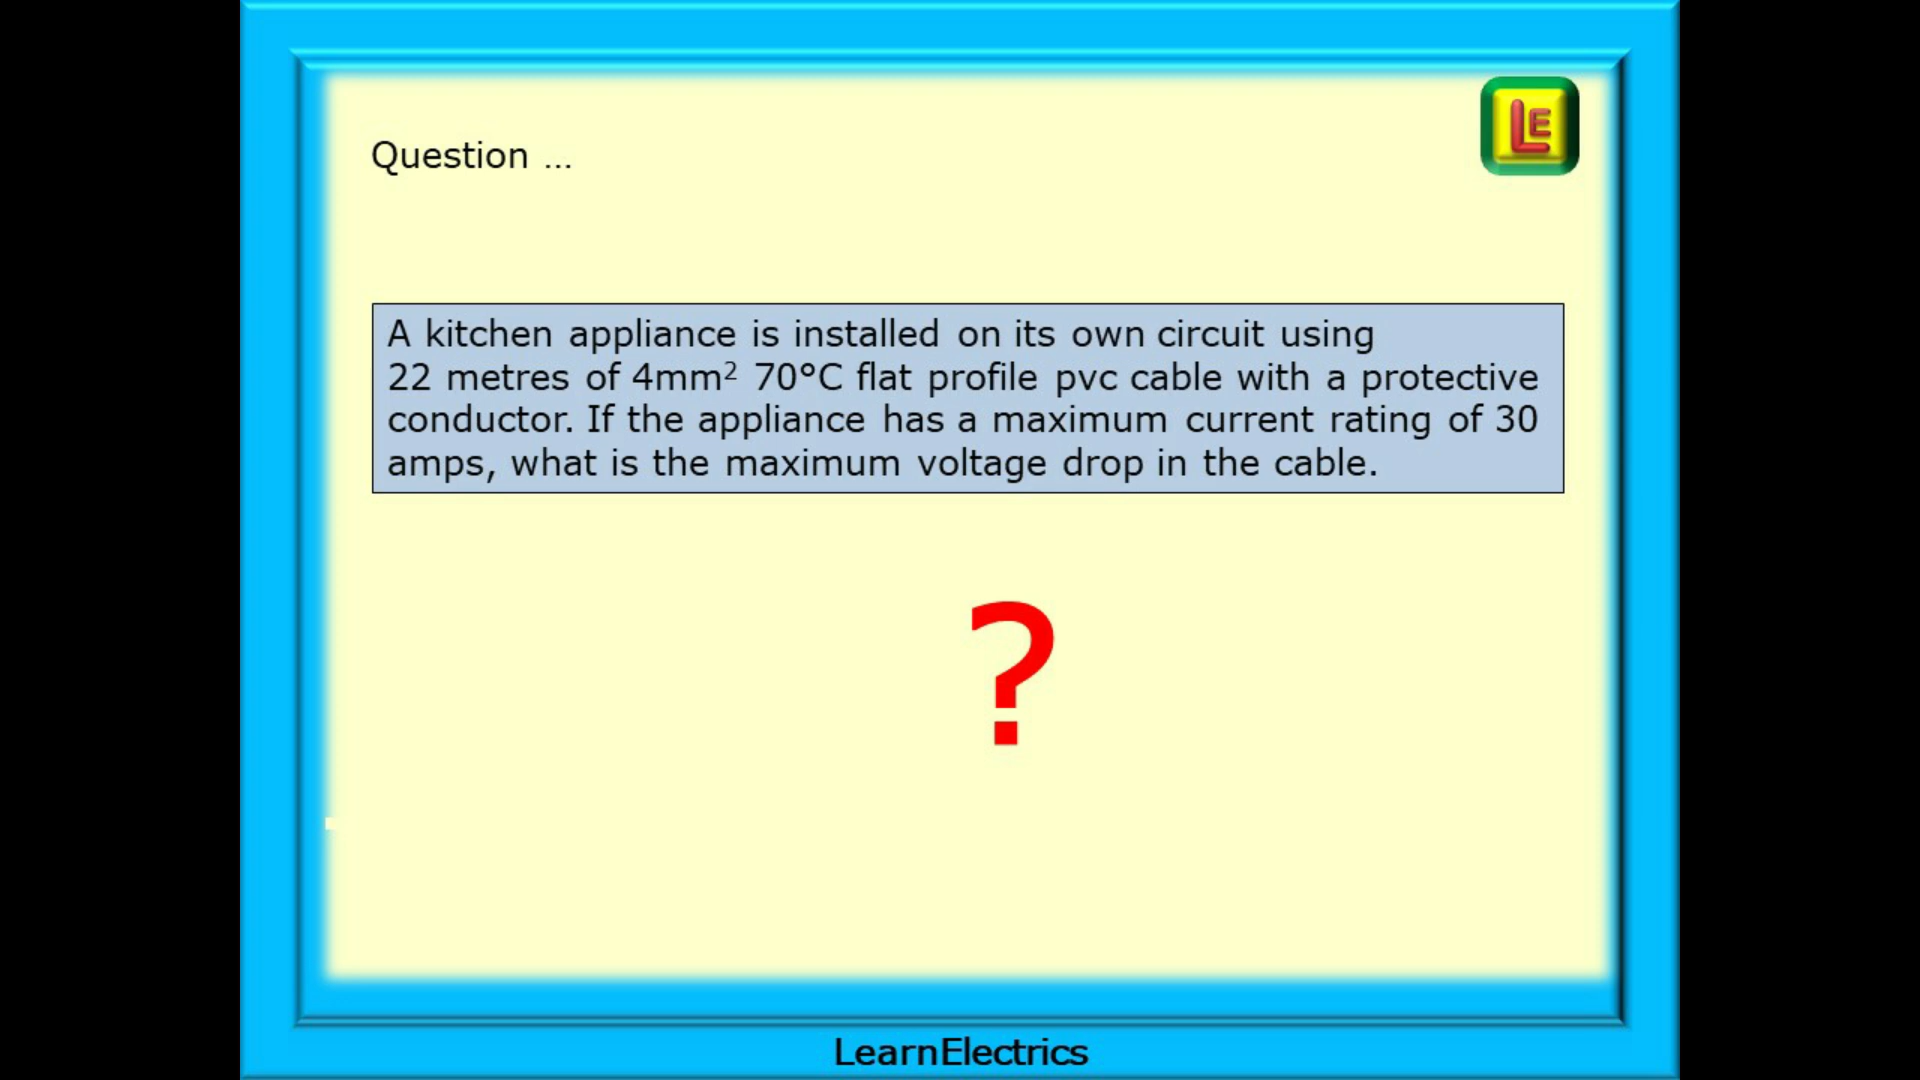 LE
Question ...
A kitchen appliance is installed on its own circuit using
22 metres of 4mm² 70°C flat profile pvc cable with a protective
conductor. If the appliance has a maximum current rating of 30
amps, what is the maximum voltage drop in the cable.
?
LearnElectrics